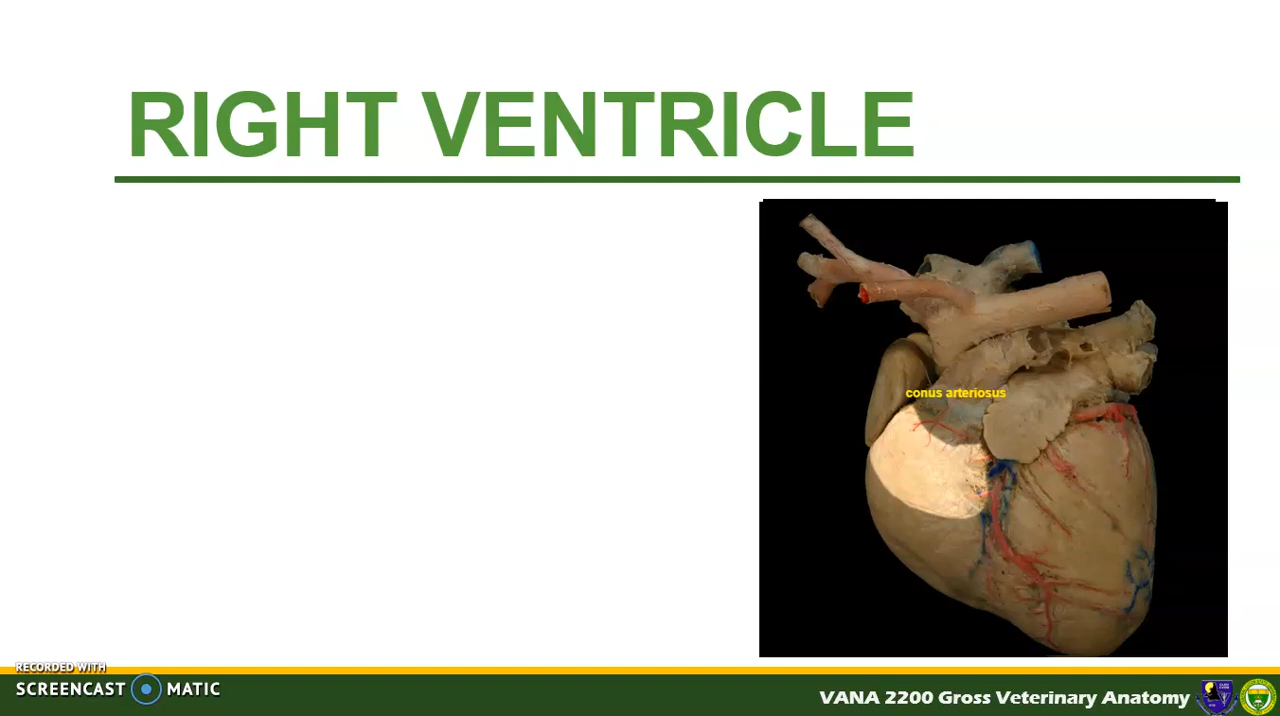 RIGHT VENTRICLE
conus arteriosus
RECORDED WITH
SCREENCAST MATIC
VANA 2200 Gross Veterinary Anatomy